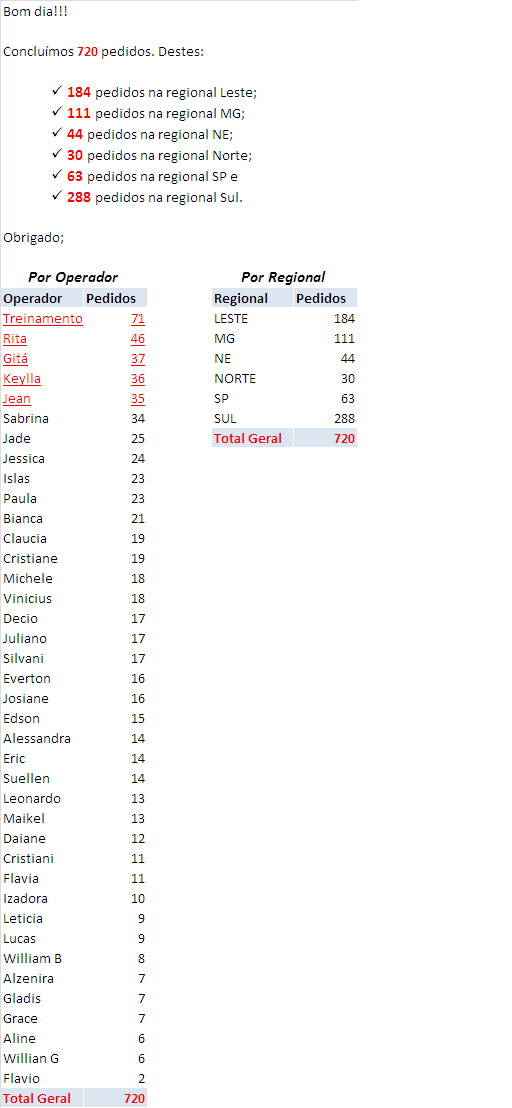 Bom dia!!!
Concluímos 720 pedidos. Destes:
✓ 184 pedidos na regional Leste;
✓ 111 pedidos na regional MG;
✓ 44 pedidos na regional NE;
✓ 30 pedidos na regional Norte;
✓ 63 pedidos na regional SP e
✓ 288 pedidos na regional Sul.
Obrigado;
Por Operador
Operador Pedidos
Treinamento 71
Rita 46
Gitá 37
Keylla 36
Jean 35
Sabrina 34
Jade 25
Jessica 24
Islas 23
Paula 23
Bianca 21
Claucia 19
Cristiane 19
Michele 18
Vinicius 18
Decio 17
Juliano 17
Silvani 17
Everton 16
Josiane 16
Edson 15
Alessandra 14
Eric 14
Suellen 14
Leonardo 13
Maikel 13
Daiane 12
Cristiani 11
Flavia 11
Izadora 10
Leticia 9
Lucas 9
William B 8
Alzenira 7
Gladis 7
Grace 7
Aline 6
Willian G 6
Flavio 2
Total Geral 720
Por Regional
Regional Pedidos
LESTE 184
MG 111
NE 44
NORTE 30
SP 63
SUL 288
Total Geral 720